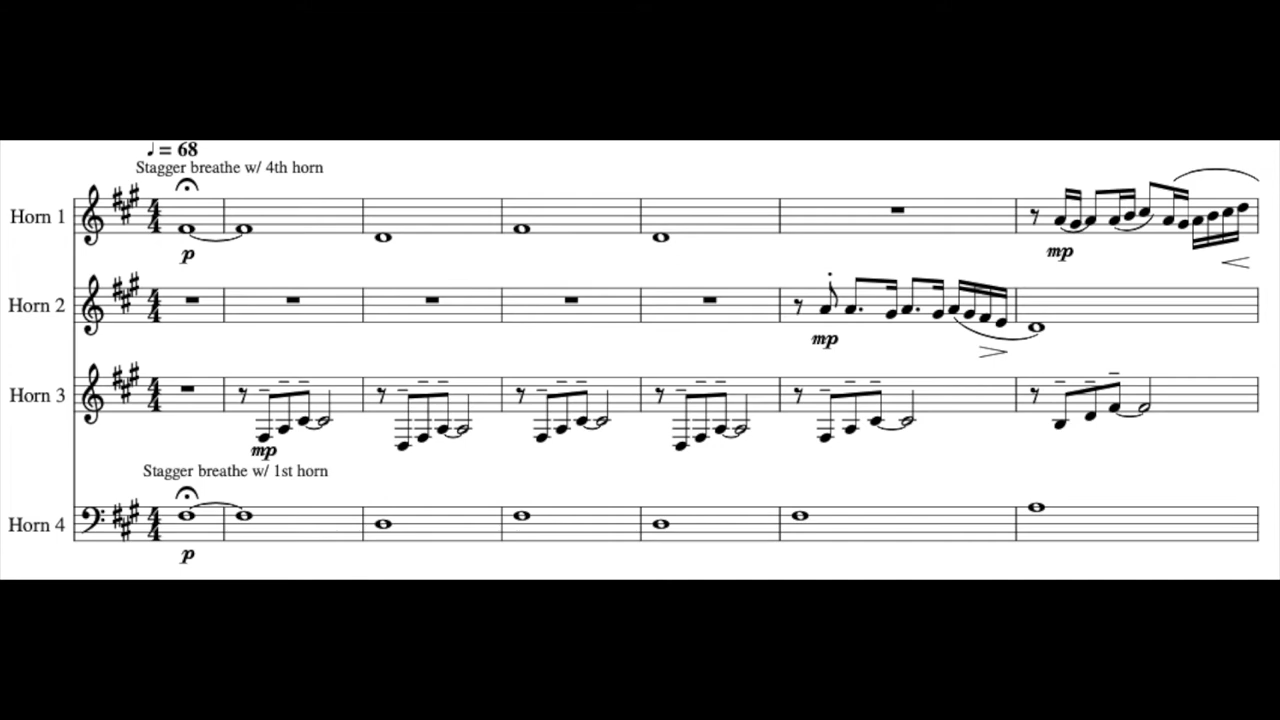 ♩ = 68
Stagger breathe w/ 4th horn
Horn 1
p
mp
Horn 2
mp
Horn 3
mp
Stagger breathe w/ 1st horn
Horn 4
p